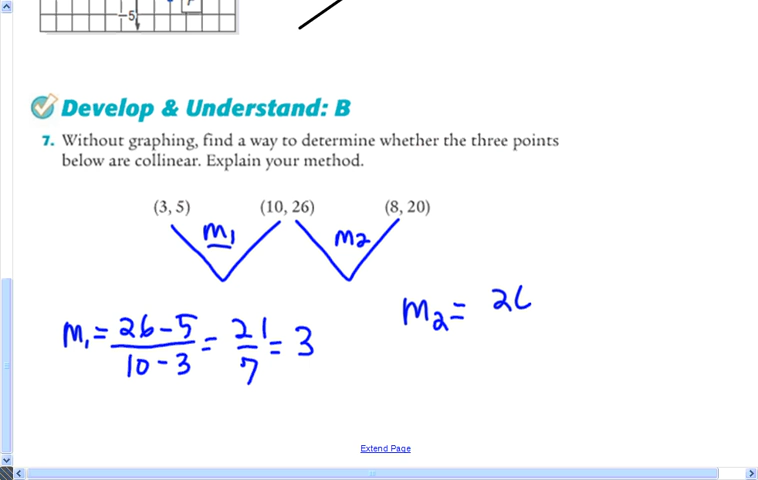 -5
Develop & Understand: B
7. Without graphing, find a way to determine whether the three points
below are collinear. Explain your method.
(3, 5) (10, 26) (8, 20)
m1 m2
m1 = 26 - 5 / 10 - 3 = 21 / 7 = 3
m2 =
Extend Page